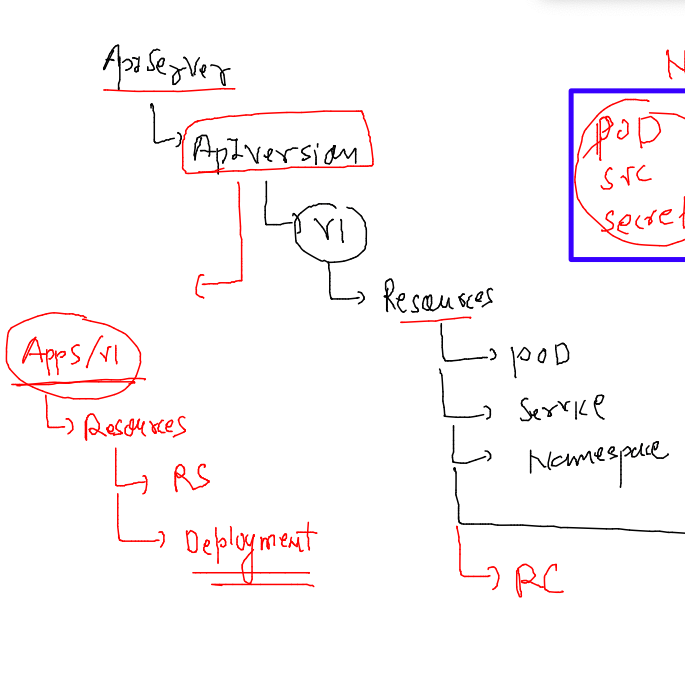 ApiServer
ApIversion
V1
Resources
POD
Service
Namespace
RC
Apps/V1
Resources
RS
Deployment
N
POD
svc
secret